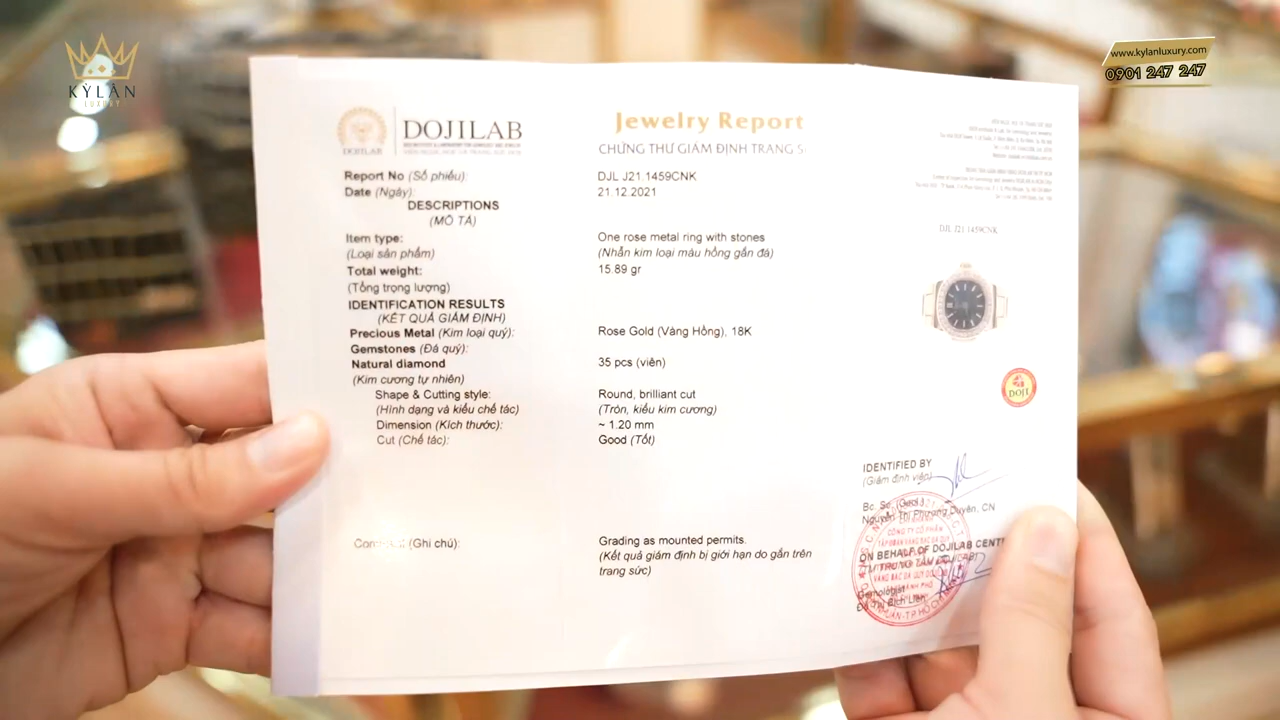 KỲLÂN
LUXURY
www.kylanluxury.com
0901 247 247
DOJILAB
DOJILAB
Jewelry Report
CHỨNG THƯ GIÁM ĐỊNH TRANG
Report No (Số phiếu):
DJL J21.1459CNK
Date (Ngày):
21.12.2021
DESCRIPTIONS
(MÔ TẢ)
DJL J21 1459CNK
Item type:
One rose metal ring with stones
(Loại sản phẩm)
(Nhẫn kim loại màu hồng gắn đá)
Total weight:
15.89 gr
(Tổng trọng lượng)
IDENTIFICATION RESULTS
(KẾT QUẢ GIÁM ĐỊNH)
Precious Metal (Kim loại quý):
Rose Gold (Vàng Hồng), 18K
Gemstones (Đá quý):
Natural diamond
35 pcs (viên)
(Kim cương tự nhiên)
Shape & Cutting style:
Round, brilliant cut
(Hình dạng và kiểu chế tác)
(Tròn, kiểu kim cương)
Dimension (Kích thước):
~ 1.20 mm
Cut (Chế tác):
Good (Tốt)
DOJI
IDENTIFIED BY
(Giám định viên)
Nguyễn Thị Phương Duyên, CN
(Ghi chú):
Grading as mounted permits.
(Kết quả giám định bị giới hạn do gắn trên
trang sức)
ON BEHALF OF DOJILAB
Gemologist